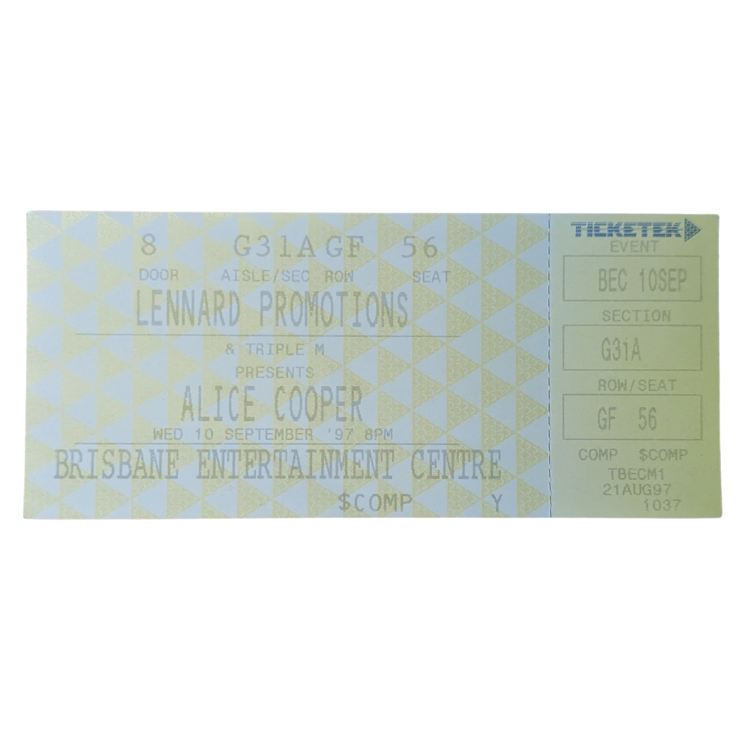 8 G31A GF 56
DOOR AISLE/SEC ROW SEAT
LENNARD PROMOTIONS
& TRIPLE M
PRESENTS
ALICE COOPER
WED 10 SEPTEMBER '97 8PM
BRISBANE ENTERTAINMENT CENTRE
$COMP Y
TICKETEK
EVENT
BEC 10SEP
SECTION
G31A
ROW/SEAT
GF 56
COMP $COMP
TBECM1
21AUG97
1037